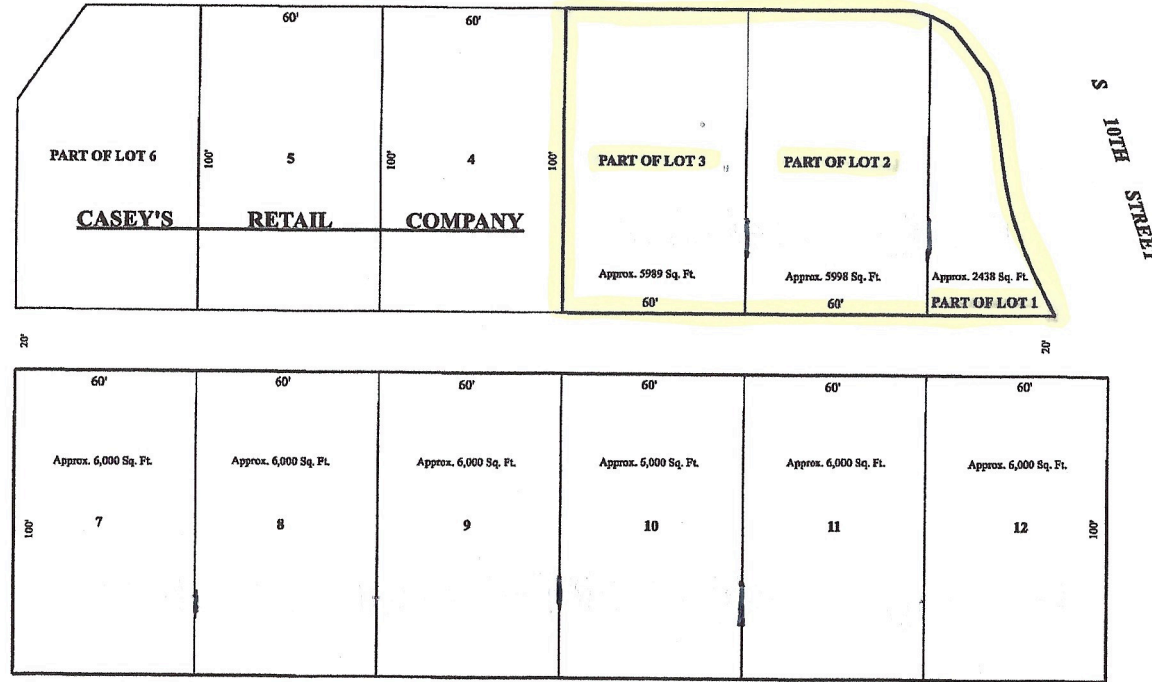 60' 60'
S 10TH STREET
PART OF LOT 6 100' 5 100' 4 100' PART OF LOT 3 PART OF LOT 2
CASEY'S RETAIL COMPANY
Approx. 5989 Sq. Ft. Approx. 5998 Sq. Ft. Approx. 2438 Sq. Ft.
60' 60' PART OF LOT 1
20' 20'
60' 60' 60' 60' 60' 60'
Approx. 6,000 Sq. Ft. Approx. 6,000 Sq. Ft. Approx. 6,000 Sq. Ft. Approx. 6,000 Sq. Ft. Approx. 6,000 Sq. Ft. Approx. 6,000 Sq. Ft.
100' 7 8 9 10 11 12 100'